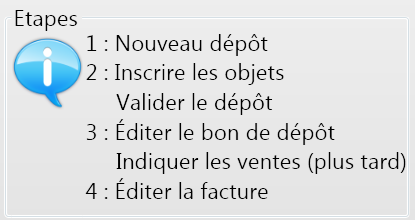 Etapes
1 : Nouveau dépôt
2 : Inscrire les objets
Valider le dépôt
3 : Éditer le bon de dépôt
Indiquer les ventes (plus tard)
4 : Éditer la facture